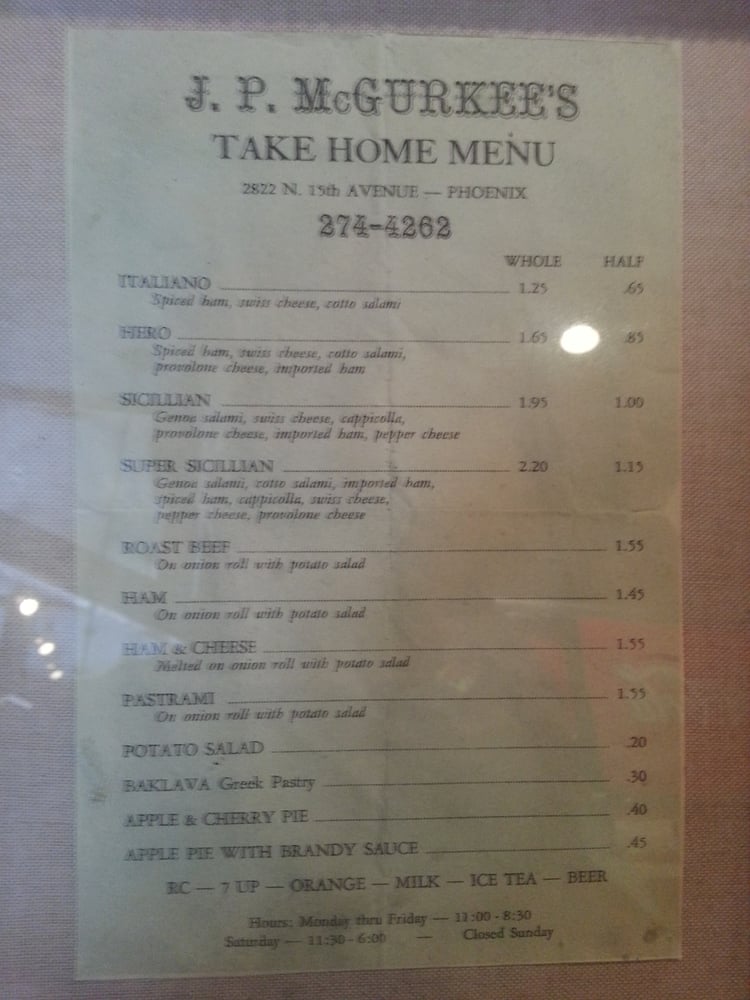 J. P. McGURKEE'S
TAKE HOME MENU
2822 N. 15th AVENUE — PHOENIX
274-4262
WHOLE HALF
ITALIANO 1.25 .65
Spiced ham, swiss cheese, cotto salami
HERO 1.65 .85
Spiced ham, swiss cheese, cotto salami,
provolone cheese, imported ham
SICILLIAN 1.95 1.00
Genoa salami, swiss cheese, cappicolla,
provolone cheese, imported ham, pepper cheese
SUPER SICILLIAN 2.20 1.15
Genoa salami, cotto salami, imported ham,
spiced ham, cappicolla, swiss cheese,
pepper cheese, provolone cheese
ROAST BEEF 1.55
On onion roll with potato salad
HAM 1.45
On onion roll with potato salad
HAM & CHEESE 1.55
Melted on onion roll with potato salad
PASTRAMI 1.55
On onion roll with potato salad
POTATO SALAD .20
BAKLAVA Greek Pastry .30
APPLE & CHERRY PIE .40
APPLE PIE WITH BRANDY SAUCE .45
RC — 7 UP — ORANGE — MILK — ICE TEA — BEER
Hours: Monday thru Friday — 11:00 - 8:30
Saturday — 11:30 - 6:00 — Closed Sunday